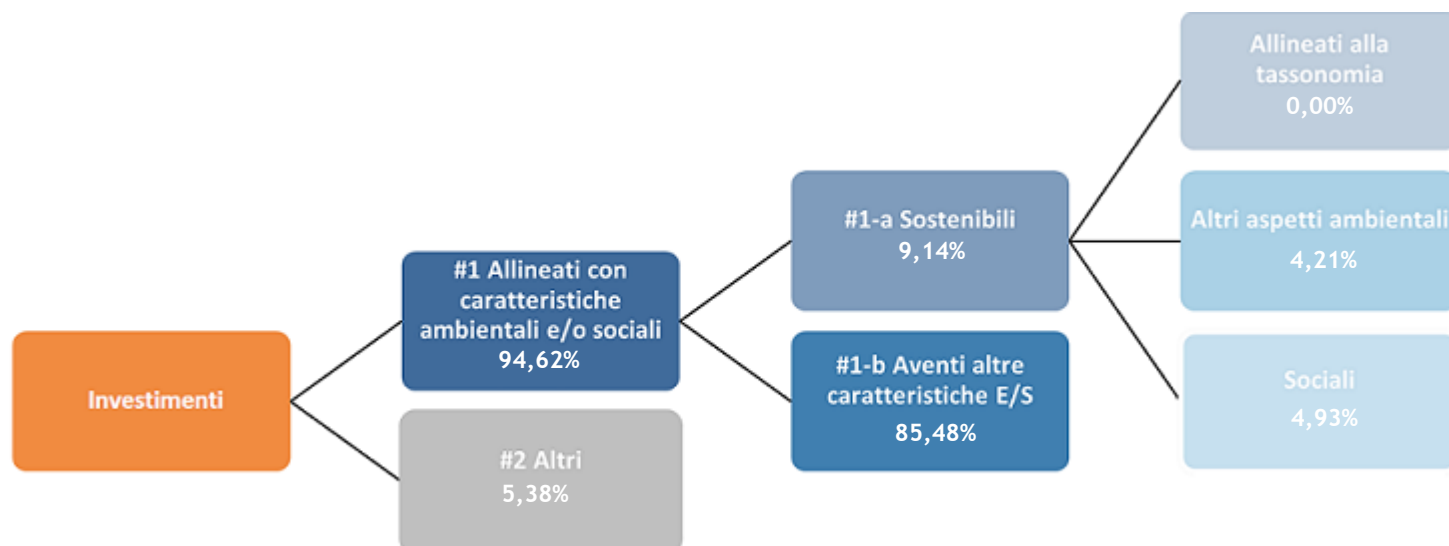 Investimenti
#1 Allineati con
caratteristiche
ambientali e/o sociali
94,62%
#2 Altri
5,38%
#1-a Sostenibili
9,14%
#1-b Aventi altre
caratteristiche E/S
85,48%
Allineati alla
tassonomia
0,00%
Altri aspetti ambientali
4,21%
Sociali
4,93%